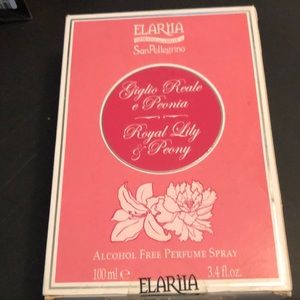 ELARIIA
SanPellegrino
Giglio Reale
e Peonia
Royal Lily
& Peony
ALCOHOL FREE PERFUME SPRAY
100 ml ℮ 3.4 fl.oz.
ELARIIA